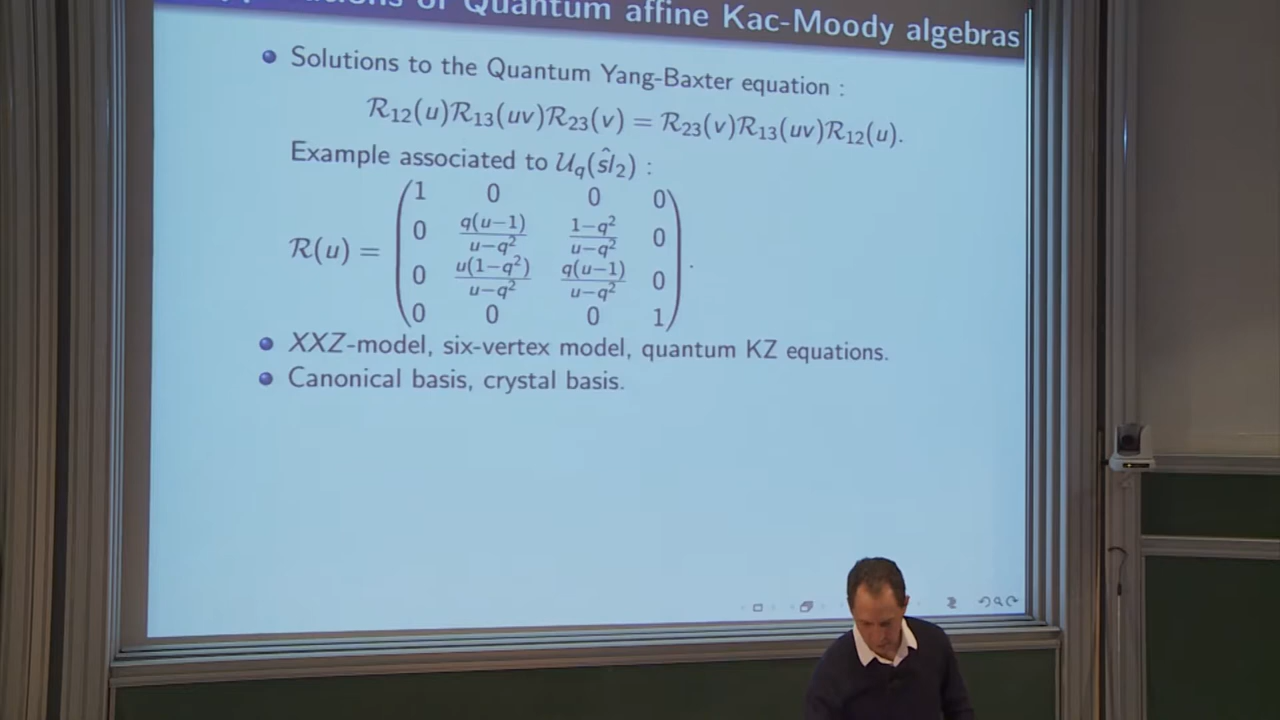 of Quantum affine Kac-Moody algebras
Solutions to the Quantum Yang-Baxter equation :
ℛ₁₂(u)ℛ₁₃(uv)ℛ₂₃(v) = ℛ₂₃(v)ℛ₁₃(uv)ℛ₁₂(u).
Example associated to 𝒰_q(ŝl₂) :
ℛ(u) =
1 0 0 0
0 q(u−1)/(u−q²) (1−q²)/(u−q²) 0
0 u(1−q²)/(u−q²) q(u−1)/(u−q²) 0
0 0 0 1
.
XXZ-model, six-vertex model, quantum KZ equations.
Canonical basis, crystal basis.